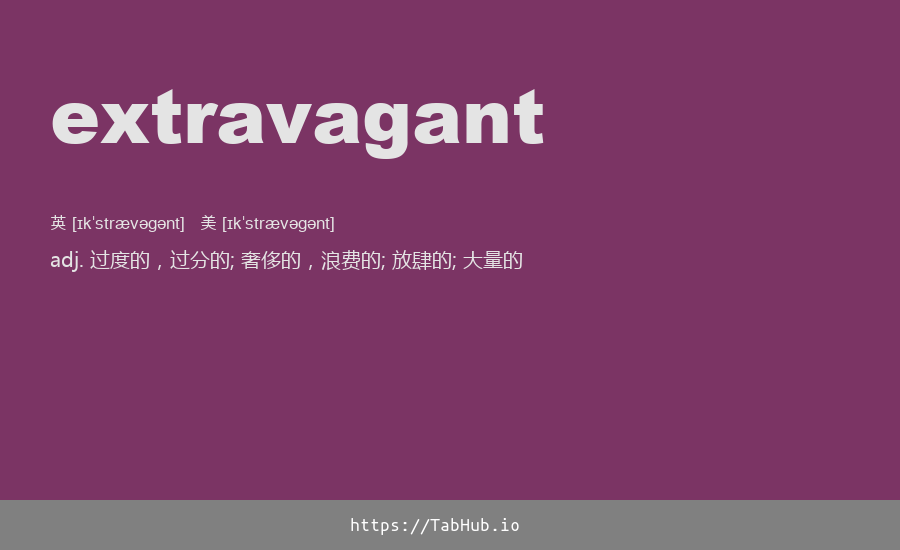 extravagant
英 [ɪkˈstrævəgənt] 美 [ɪkˈstrævəgənt]
adj. 过度的，过分的; 奢侈的，浪费的; 放肆的; 大量的
https://TabHub.io